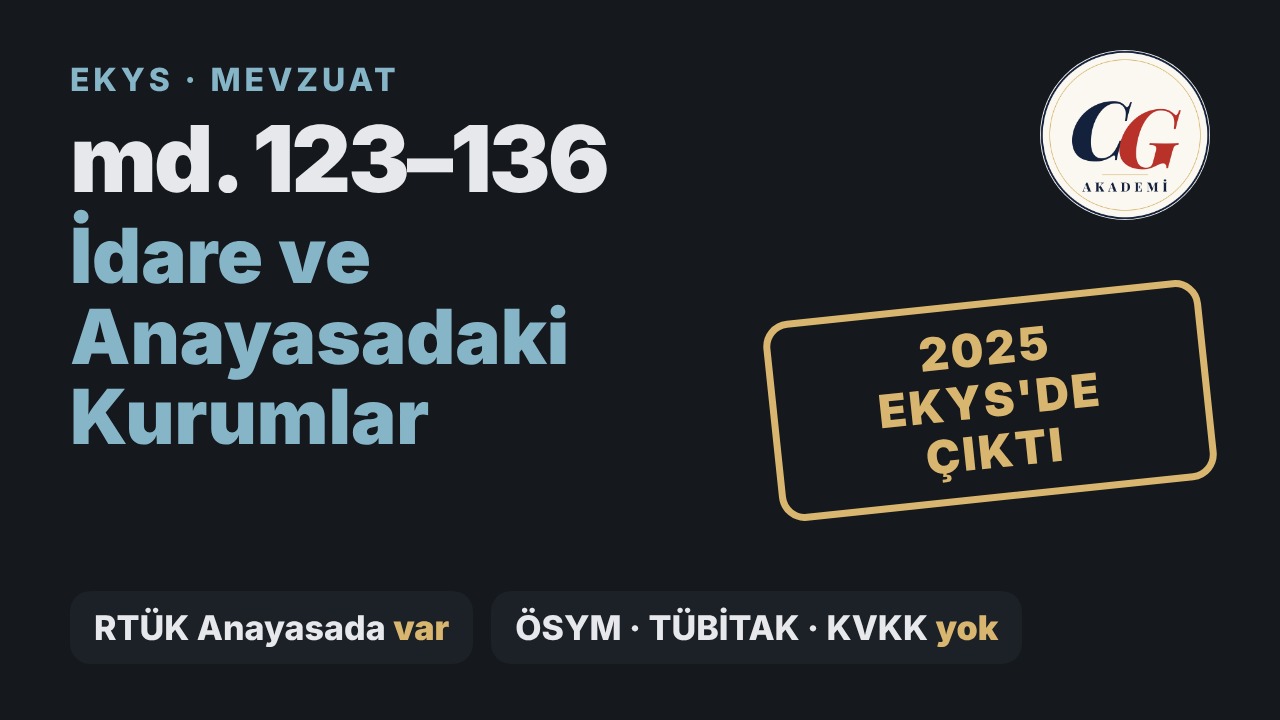 EKYS · MEVZUAT
md. 123–136
İdare ve
Anayasadaki
Kurumlar
CG
AKADEMİ
2025
EKYS'DE
ÇIKTI
RTÜK Anayasada var
ÖSYM · TÜBİTAK · KVKK yok